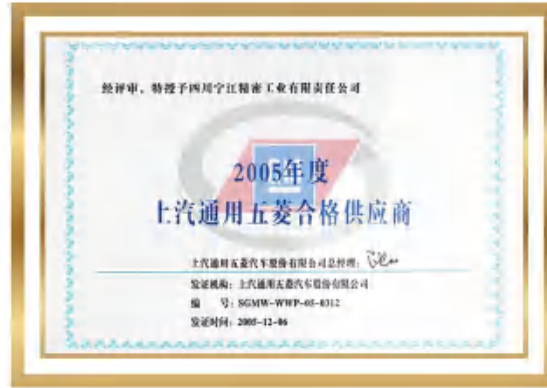 经评审，特授予四川宁江精密工业有限责任公司
GM
2005年度
上汽通用五菱合格供应商
上汽通用五菱汽车股份有限公司总经理：
发证机构：上汽通用五菱汽车股份有限公司
编 号：SGMW-WWP-05-0312
发证时间：2005-12-06